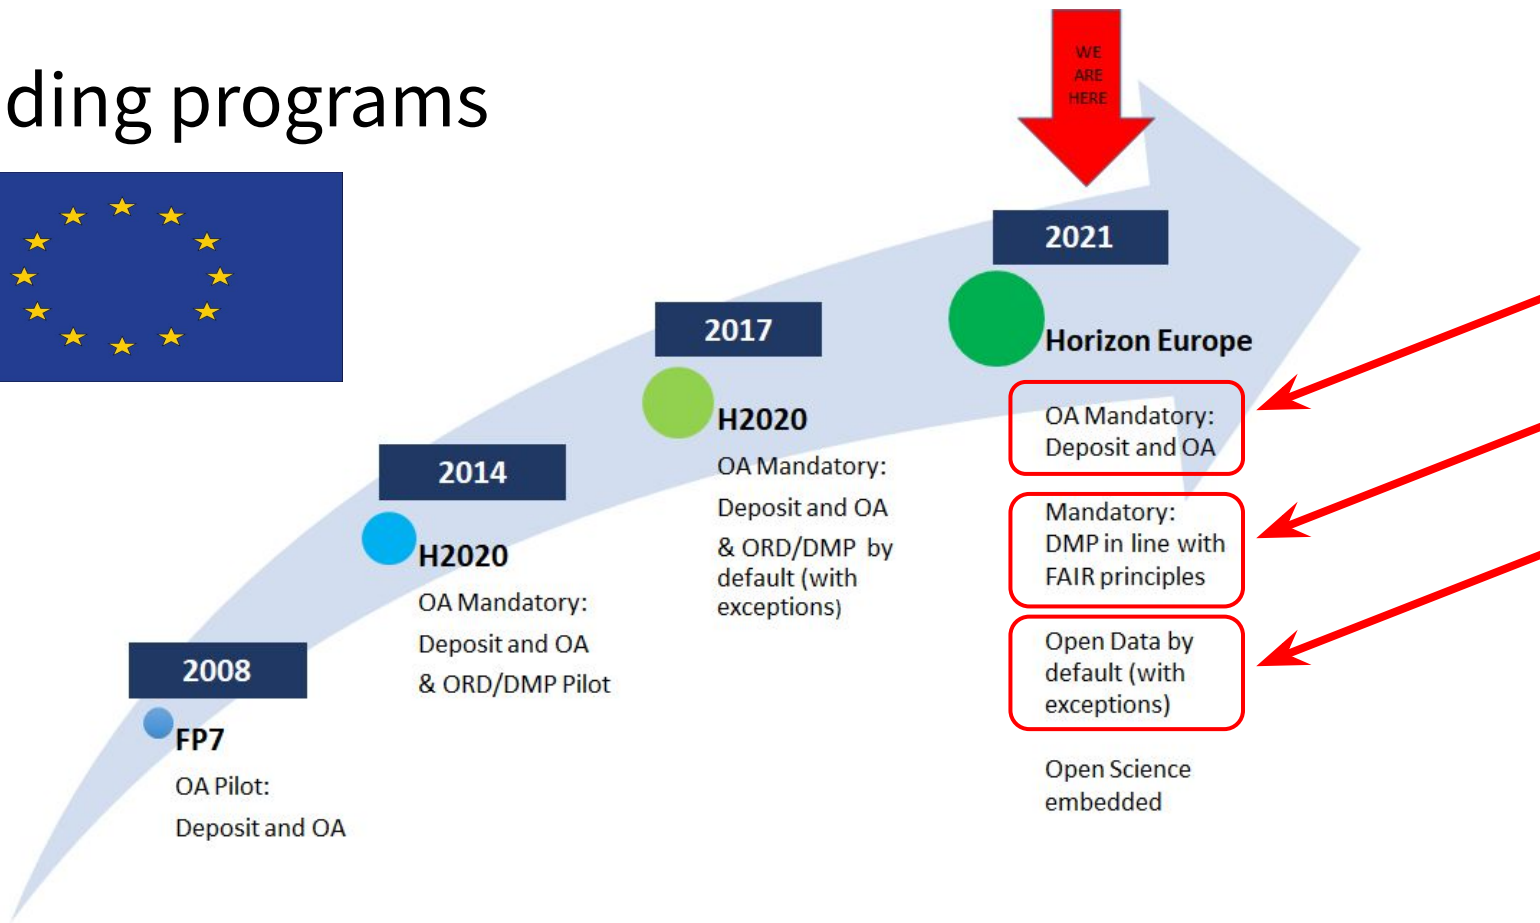 ding programs
WE
ARE
HERE
2021
Horizon Europe
OA Mandatory:
Deposit and OA
Mandatory:
DMP in line with
FAIR principles
Open Data by
default (with
exceptions)
Open Science
embedded
2017
H2020
OA Mandatory:
Deposit and OA
& ORD/DMP by
default (with
exceptions)
2014
H2020
OA Mandatory:
Deposit and OA
& ORD/DMP Pilot
2008
FP7
OA Pilot:
Deposit and OA